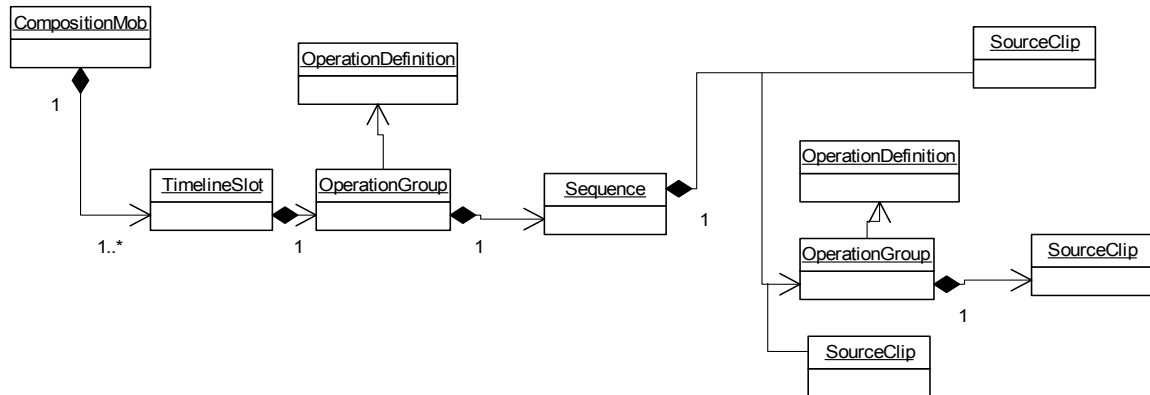 CompositionMob
SourceClip
OperationDefinition
1
OperationDefinition
TimelineSlot
OperationGroup
Sequence
1
1..*
1
1
OperationGroup
SourceClip
1
SourceClip